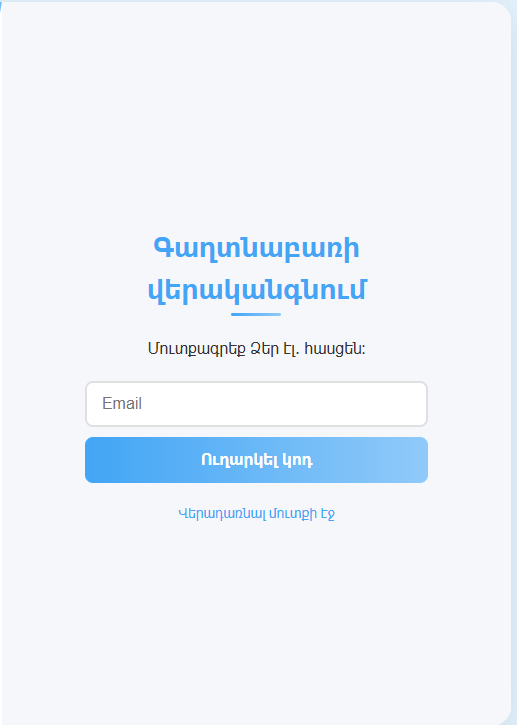 Գաղտնաբառի
վերականգնում
Մուտքագրեք Ձեր էլ. հասցեն:
Email
Ուղարկել կոդ
Վերադառնալ մուտքի էջ